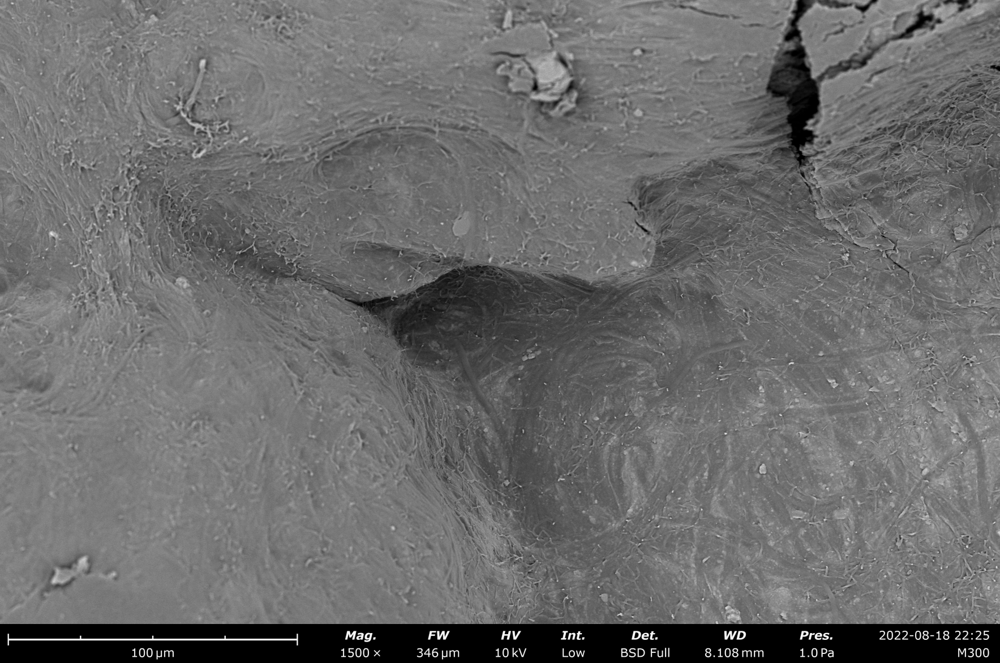 Mag. FW HV Int. Det. WD Pres. 2022-08-18 22:25
100 µm 1500 × 346 µm 10 kV Low BSD Full 8.108 mm 1.0 Pa M300